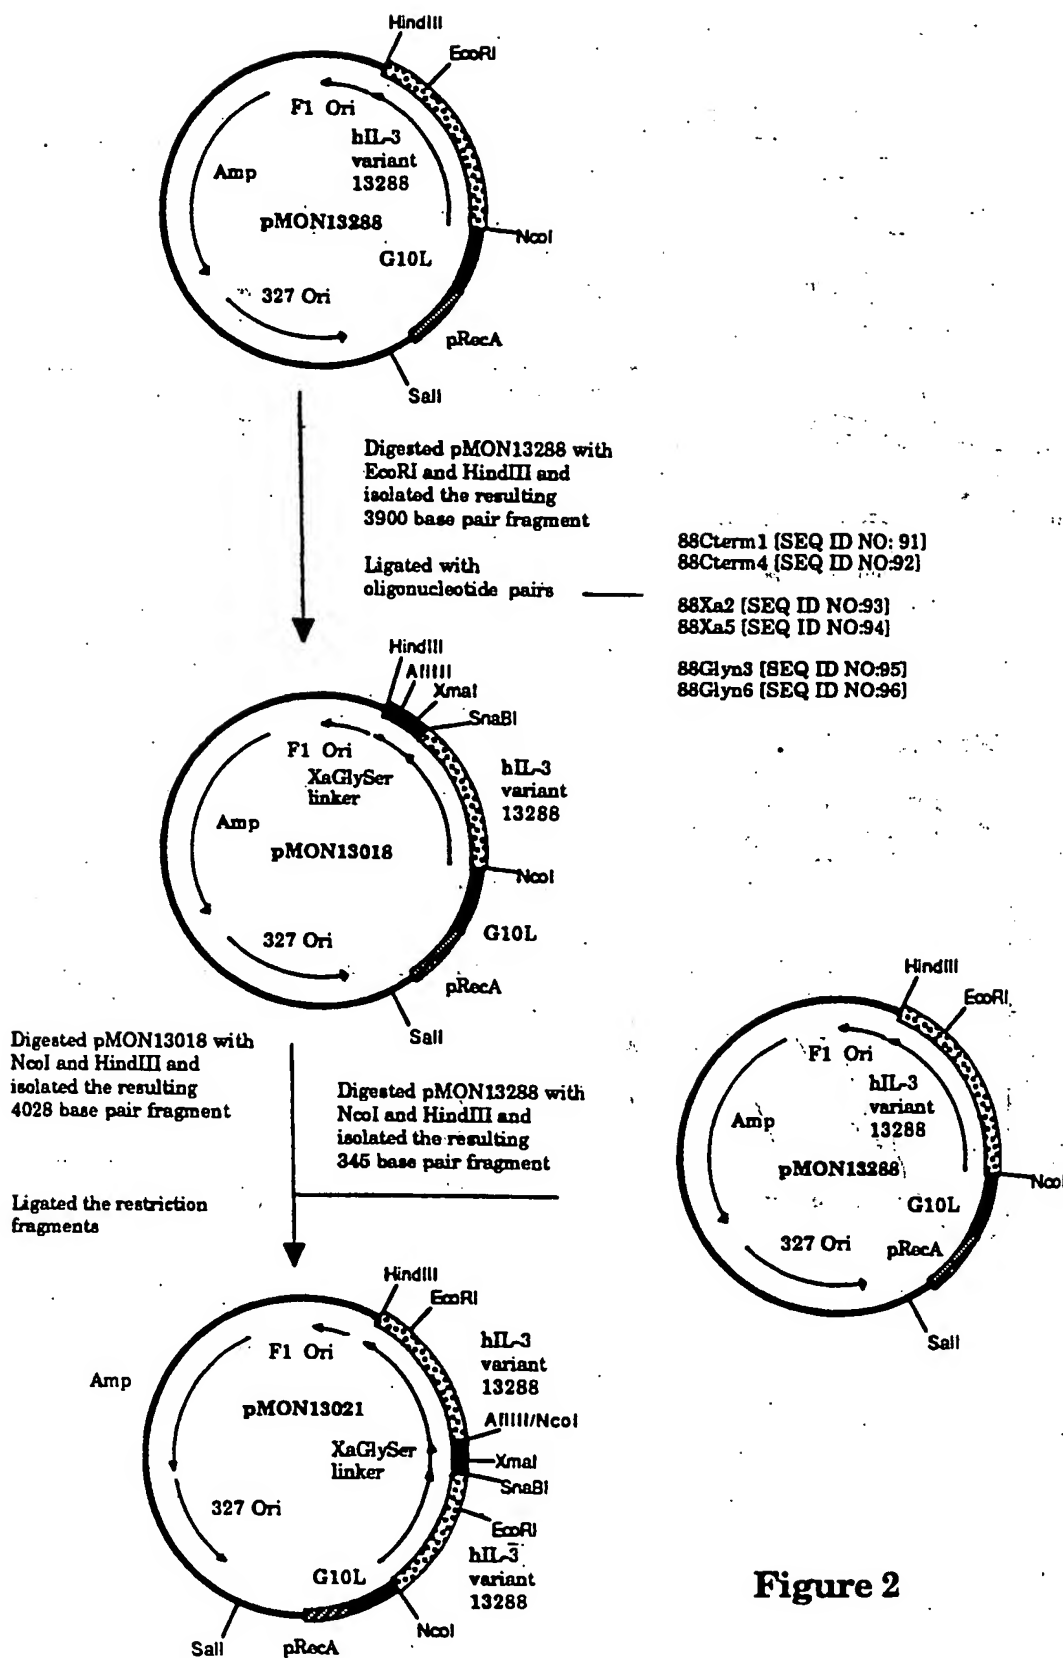 HindIII
EcoRI
F1 Ori
hIL-3
variant
13288
Amp
pMON13288
NcoI
G10L
327 Ori
pRecA
SalI
Digested pMON13288 with
EcoRI and HindIII and
isolated the resulting
3900 base pair fragment
Ligated with
oligonucleotide pairs
88Cterm1 [SEQ ID NO: 91]
88Cterm4 [SEQ ID NO:92]
88Xa2 [SEQ ID NO:93]
88Xa5 [SEQ ID NO:94]
88Glyn3 [SEQ ID NO:95]
88Glyn6 [SEQ ID NO:96]
HindIII
AflIII
XmaI
SnaBI
F1 Ori
XaGlySer
linker
hIL-3
variant
13288
Amp
pMON13018
NcoI
G10L
327 Ori
pRecA
SalI
Digested pMON13018 with
NcoI and HindIII and
isolated the resulting
4028 base pair fragment
Digested pMON13288 with
NcoI and HindIII and
isolated the resulting
345 base pair fragment
Ligated the restriction
fragments
HindIII
EcoRI
F1 Ori
hIL-3
variant
13288
Amp
pMON13288
NcoI
G10L
327 Ori
pRecA
SalI
HindIII
EcoRI
F1 Ori
hIL-3
variant
13288
Amp
pMON13021
AflIII/NcoI
XaGlySer
linker
XmaI
SnaBI
327 Ori
EcoRI
hIL-3
variant
13288
G10L
NcoI
pRecA
SalI
Figure 2